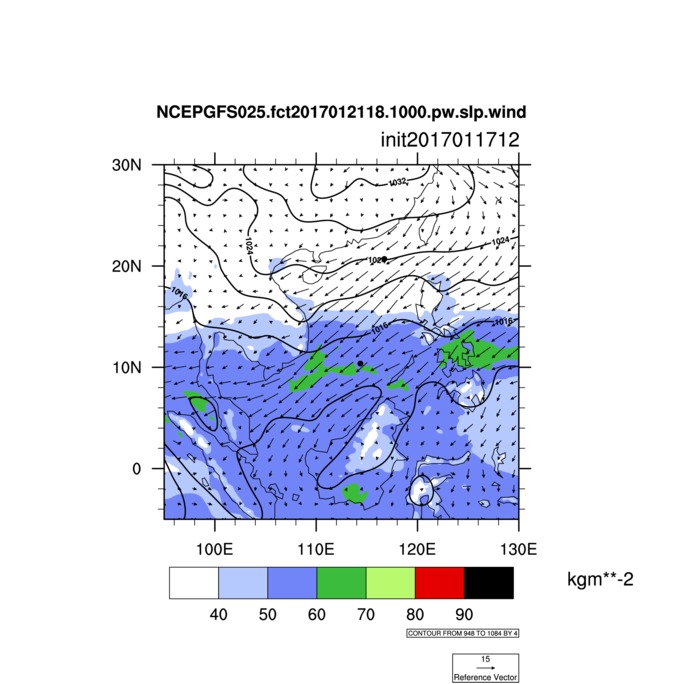 NCEPGFS025.fct2017012118.1000.pw.slp.wind
init2017011712
30N
1032
1024
1024
20N
1016
1016
1016
10N
0
100E
110E
120E
130E
kgm**-2
40
50
60
70
80
90
CONTOUR FROM 948 TO 1084 BY 4
15
Reference Vector